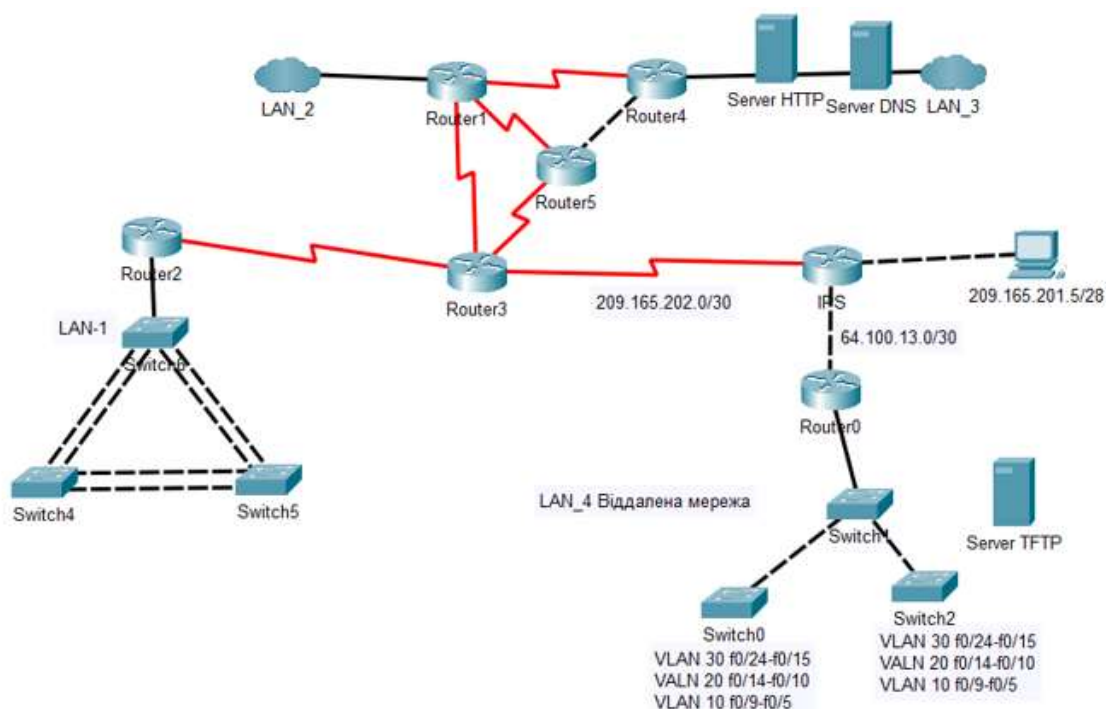 LAN_2
Router1
Router4
Server HTTP
Server DNS
LAN_3
Router5
Router2
Router3
209.165.202.0/30
IPS
209.165.201.5/28
LAN-1
Switch6
64.100.13.0/30
Router0
Switch4
Switch5
LAN_4 Віддалена мережа
Switch1
Server TFTP
Switch0
VLAN 30 f0/24-f0/15
VALN 20 f0/14-f0/10
VLAN 10 f0/9-f0/5
Switch2
VLAN 30 f0/24-f0/15
VALN 20 f0/14-f0/10
VLAN 10 f0/9-f0/5